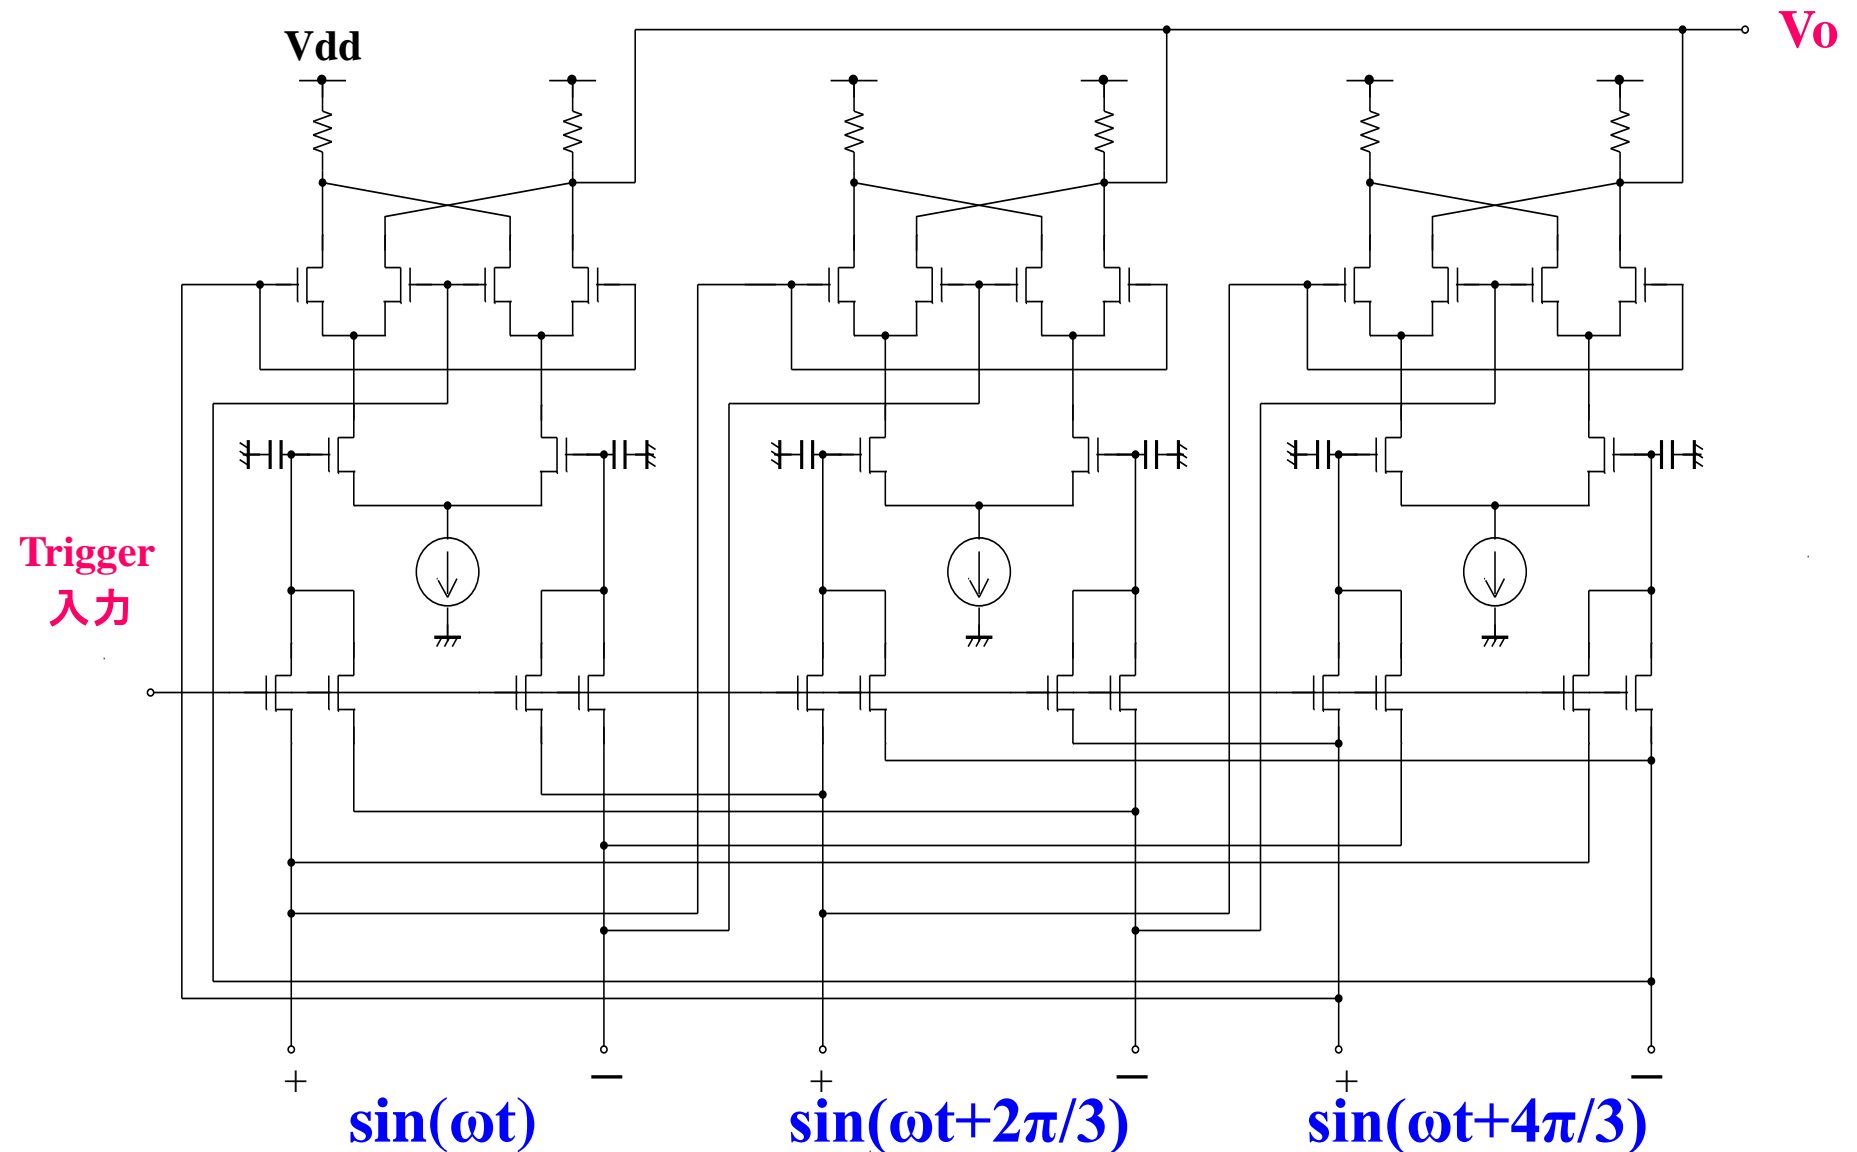 Vdd
Vo
Trigger
入力
+ − + − + −
sin(ωt) sin(ωt+2π/3) sin(ωt+4π/3)